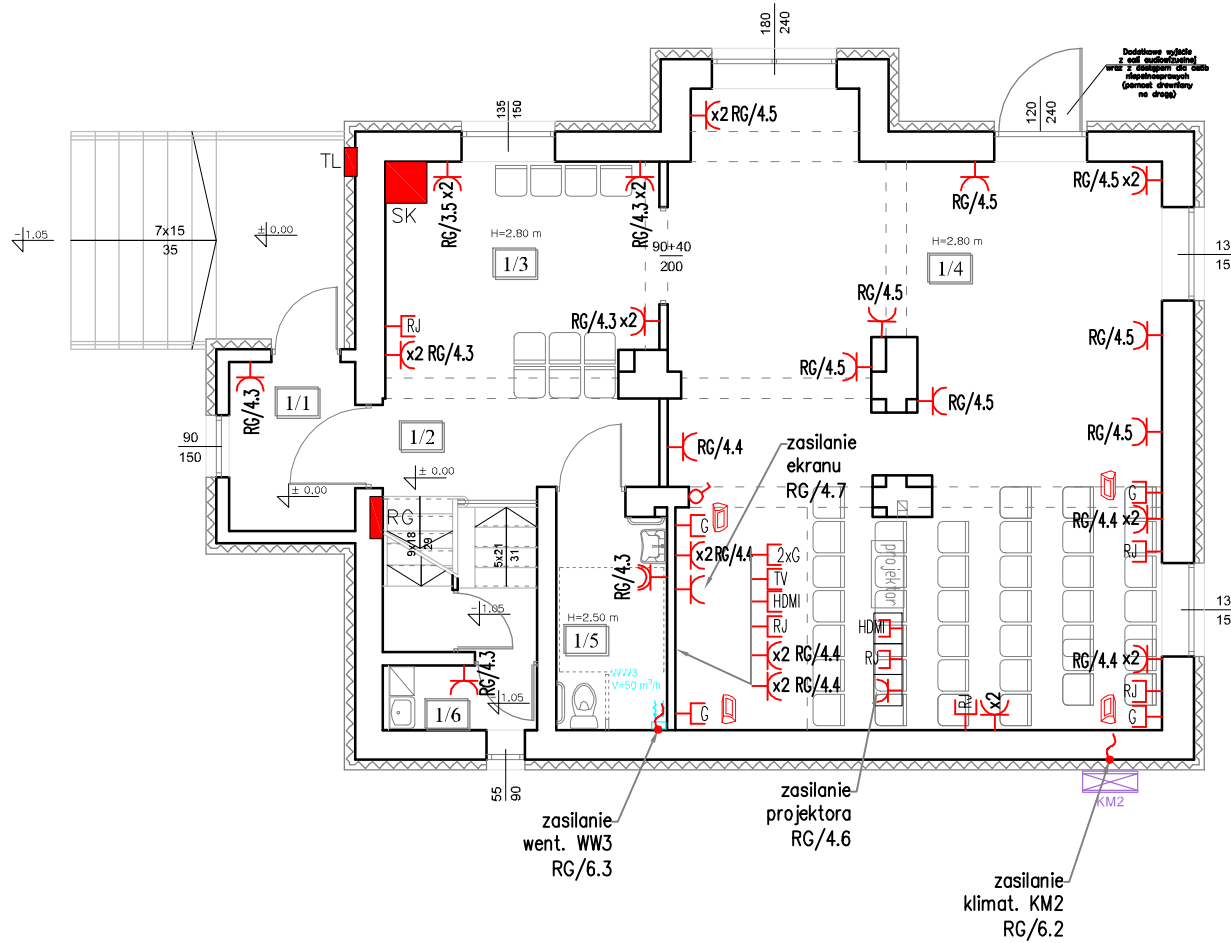 180
240
Dodatkowe wyjście
z sali audiowizualnej
wraz z dostępem dla osób
niepełnosprawnych
(pomost drewniany
na drogę)
135
150
120
240
x2 RG/4.5
TL
SK
RG/3.5 x2
RG/4.3 x2
RG/4.5
RG/4.5 x2
-1.05
7x15
35
± 0.00
H=2.80 m
1/3
90+40
200
H=2.80 m
1/4
13
15
RG/4.5
RJ
RG/4.3 x2
RG/4.5
x2 RG/4.3
RG/4.5
RG/4.5
RG/4.3
1/1
1/2
90
150
RG/4.4
zasilanie
ekranu
RG/4.7
RG/4.5
± 0.00
± 0.00
RG
9x18
29
5x21
31
G
x2 RG/4.4
2xG
TV
HDMI
RJ
x2 RG/4.4
x2 RG/4.4
G
RG/4.3
projektor
HDMI
RJ
G
RG/4.4 x2
RJ
13
15
-1.05
H=2.50 m
1/5
WW3
V=50 m³/h
RG/4.3
1.05
1/6
RG/4.4 x2
RJ
G
RJ
x2
55
90
zasilanie
went. WW3
RG/6.3
zasilanie
projektora
RG/4.6
KM2
zasilanie
klimat. KM2
RG/6.2